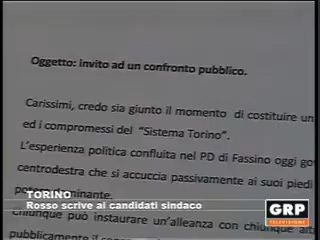 Oggetto: invito ad un confronto pubblico.
Carissimi, credo sia giunto il momento di costituire un
ed i compromessi del "Sistema Torino".
L'esperienza politica confluita nel PD di Fassino oggi go
centrodestra che si accuccia passivamente ai suoi piedi
TORINO
Rosso scrive ai candidati sindaco
Chiunque può instaurare un'alleanza con chiunque
pubblicamente il
GRP
TELEVISIONE